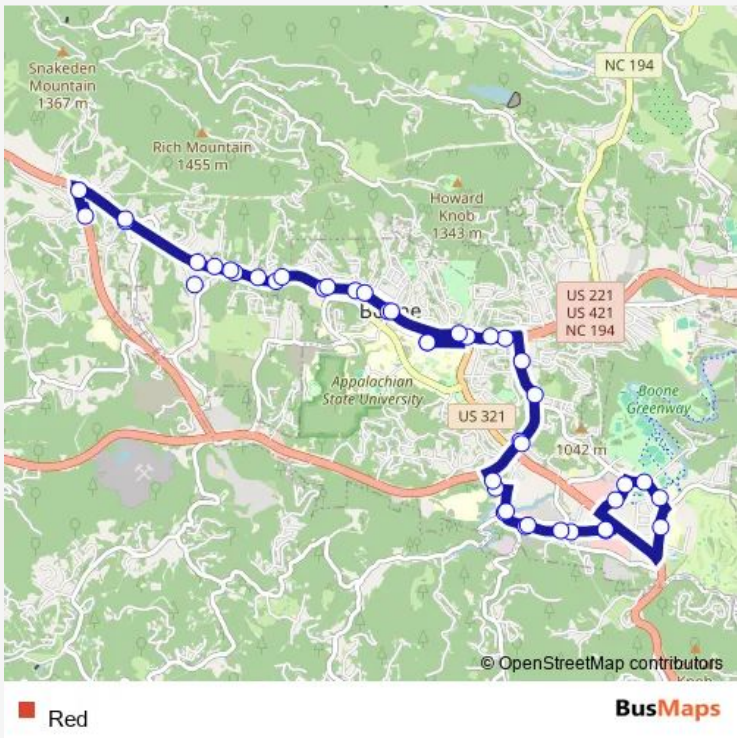 NC 194
Snakeden
Mountain
1367 m
Rich Mountain
1455 m
Howard
Knob
1343 m
US 221
US 421
NC 194
Appalachian
State University
Boone
Greenway
US 321
1042 m
© OpenStreetMap contributors
Red
BusMaps